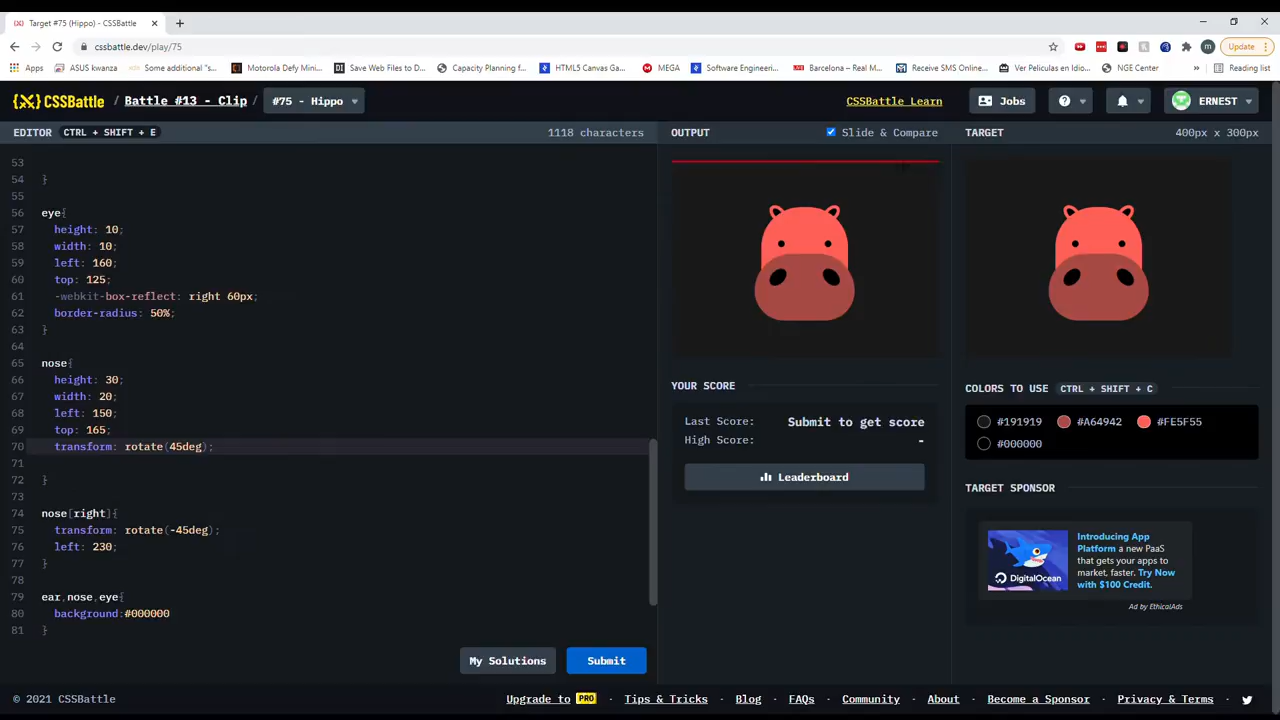 Target #75 (Hippo) - CSSBattle
cssbattle.dev/play/75
Update
Apps
ASUS kwanza
Some additional "s...
Motorola Defy Mini...
Save Web Files to D...
Capacity Planning f...
HTML5 Canvas Ga...
MEGA
Software Engineeri...
Barcelona – Real M...
Receive SMS Online...
Ver Peliculas en Idio...
NGE Center
»
Reading list
CSSBATTLE / Battle #13 - Clip / #75 - Hippo
CSSBattle Learn
Jobs
ERNEST
EDITOR CTRL + SHIFT + E 1118 characters
OUTPUT Slide & Compare
TARGET 400px x 300px
53
54 }
55
56 eye{
57 height: 10;
58 width: 10;
59 left: 160;
60 top: 125;
61 -webkit-box-reflect: right 60px;
62 border-radius: 50%;
63 }
64
65 nose{
66 height: 30;
67 width: 20;
68 left: 150;
69 top: 165;
70 transform: rotate(45deg);
71
72 }
73
74 nose[right]{
75 transform: rotate(-45deg);
76 left: 230;
77 }
78
79 ear,nose,eye{
80 background:#000000
81 }
My Solutions
Submit
YOUR SCORE
Last Score: Submit to get score
High Score: -
Leaderboard
COLORS TO USE CTRL + SHIFT + C
#191919 #A64942 #FE5F55
#000000
TARGET SPONSOR
DigitalOcean
Introducing App
Platform a new PaaS
that gets your apps to
market, faster. Try Now
with $100 Credit.
Ad by EthicalAds
© 2021 CSSBattle
Upgrade to PRO
Tips & Tricks
Blog
FAQs
Community
About
Become a Sponsor
Privacy & Terms